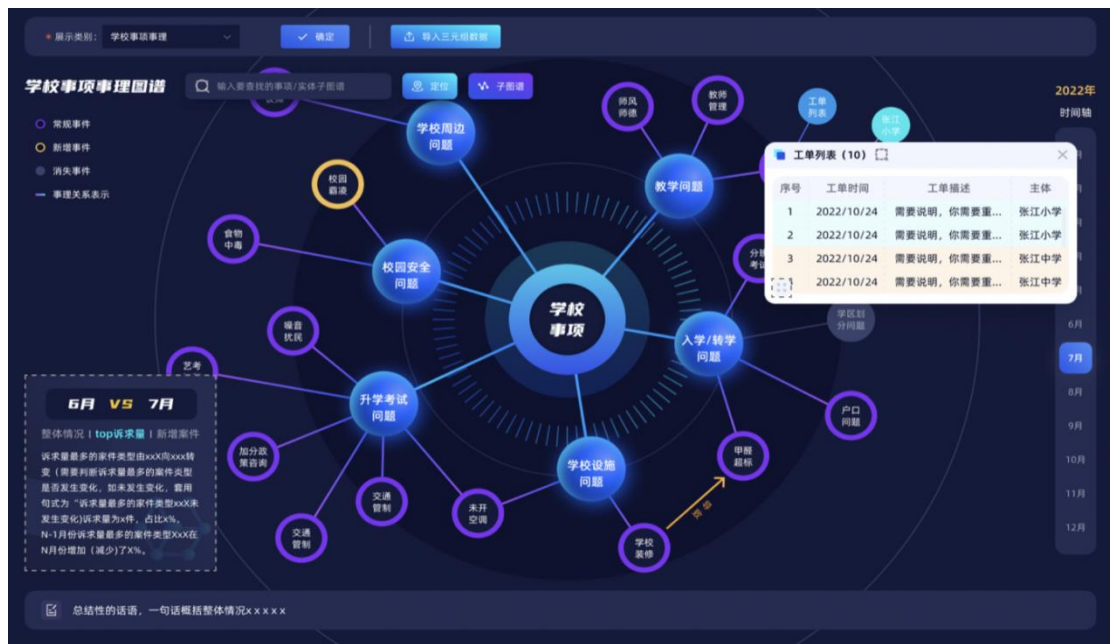 * 展示类别： 学校事项事理
确定
导入三元组数据
学校事项事理图谱
输入要查找的事项/实体子图谱
定位
子图谱
常规事件
新增事件
消失事件
事理关系表示
2022年
时间轴
6月
7月
8月
9月
10月
11月
12月
学校
事项
学校周边
问题
教学问题
师风
师德
教师
管理
工单
列表
张江
小学
校园安全
问题
校园
霸凌
食物
中毒
入学/转学
问题
学区划
分问题
户口
问题
甲醛
超标
升学考试
问题
噪音
扰民
艺考
加分政
策咨询
交通
管制
交通
管制
未开
空调
学校设施
问题
学校
装修
导致
工单列表（10）
序号 工单时间 工单描述 主体
1 2022/10/24 需要说明，你需要重... 张江小学
2 2022/10/24 需要说明，你需要重... 张江小学
3 2022/10/24 需要说明，你需要重... 张江中学
2022/10/24 需要说明，你需要重... 张江中学
6月 VS 7月
整体情况 | top诉求量 | 新增案件
诉求量最多的家件类型由xxX向xxx转
变（需要判断诉求量最多的案件类型
是否发生变化，如未发生变化，套用
句式为“诉求量最多的家件类型xxX未
发生变化)诉求量为x件，占比x%。
N-1月份诉求量最多的案件类型XxX在
N月份增加（减少)了X%。
总结性的话语，一句话概括整体情况xxxxx